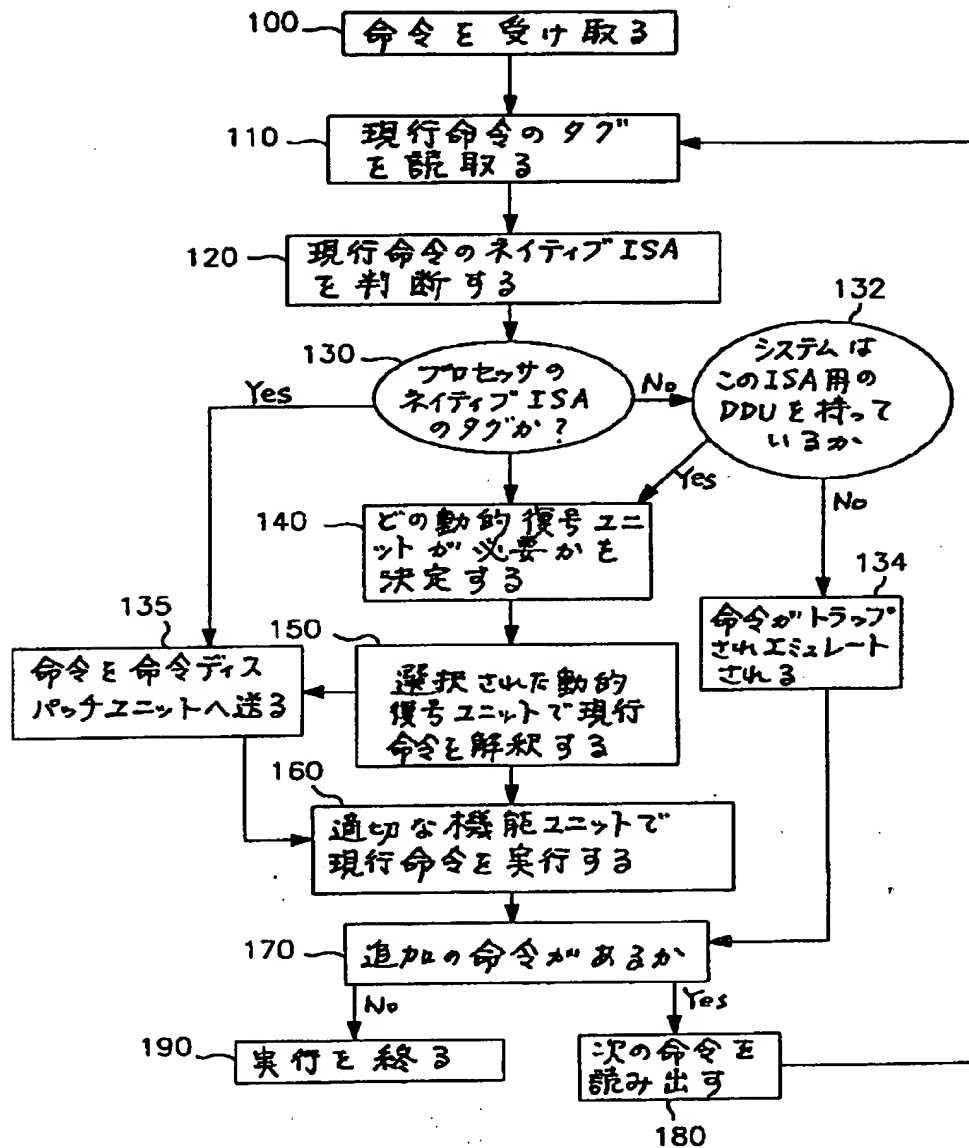 100
命令を受け取る
110
現行命令のタグ
を読取る
120
現行命令のネイティブISA
を判断する
130
プロセッサの
ネイティブISA
のタグか?
Yes
No
132
システムは
このISA用の
DDUを持って
いるか
Yes
No
140
どの動的復号ユニ
ットが必要かを
決定する
134
命令がトラップ
されエミュレート
される
135
命令を命令ディス
パッチユニットへ送る
150
選択された動的
復号ユニットで現行
命令を解釈する
160
適切な機能ユニットで
現行命令を実行する
170
追加の命令があるか
No
Yes
190
実行を終る
次の命令を
読み出す
180